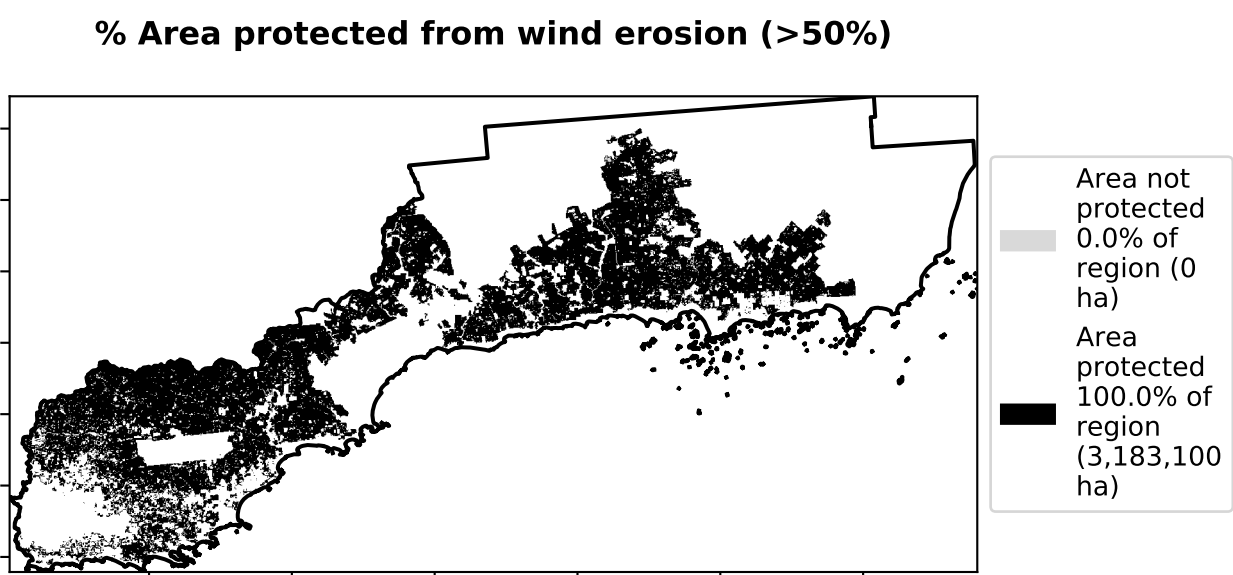 % Area protected from wind erosion (>50%)
Area not
protected
0.0% of
region (0
ha)
Area
protected
100.0% of
region
(3,183,100
ha)